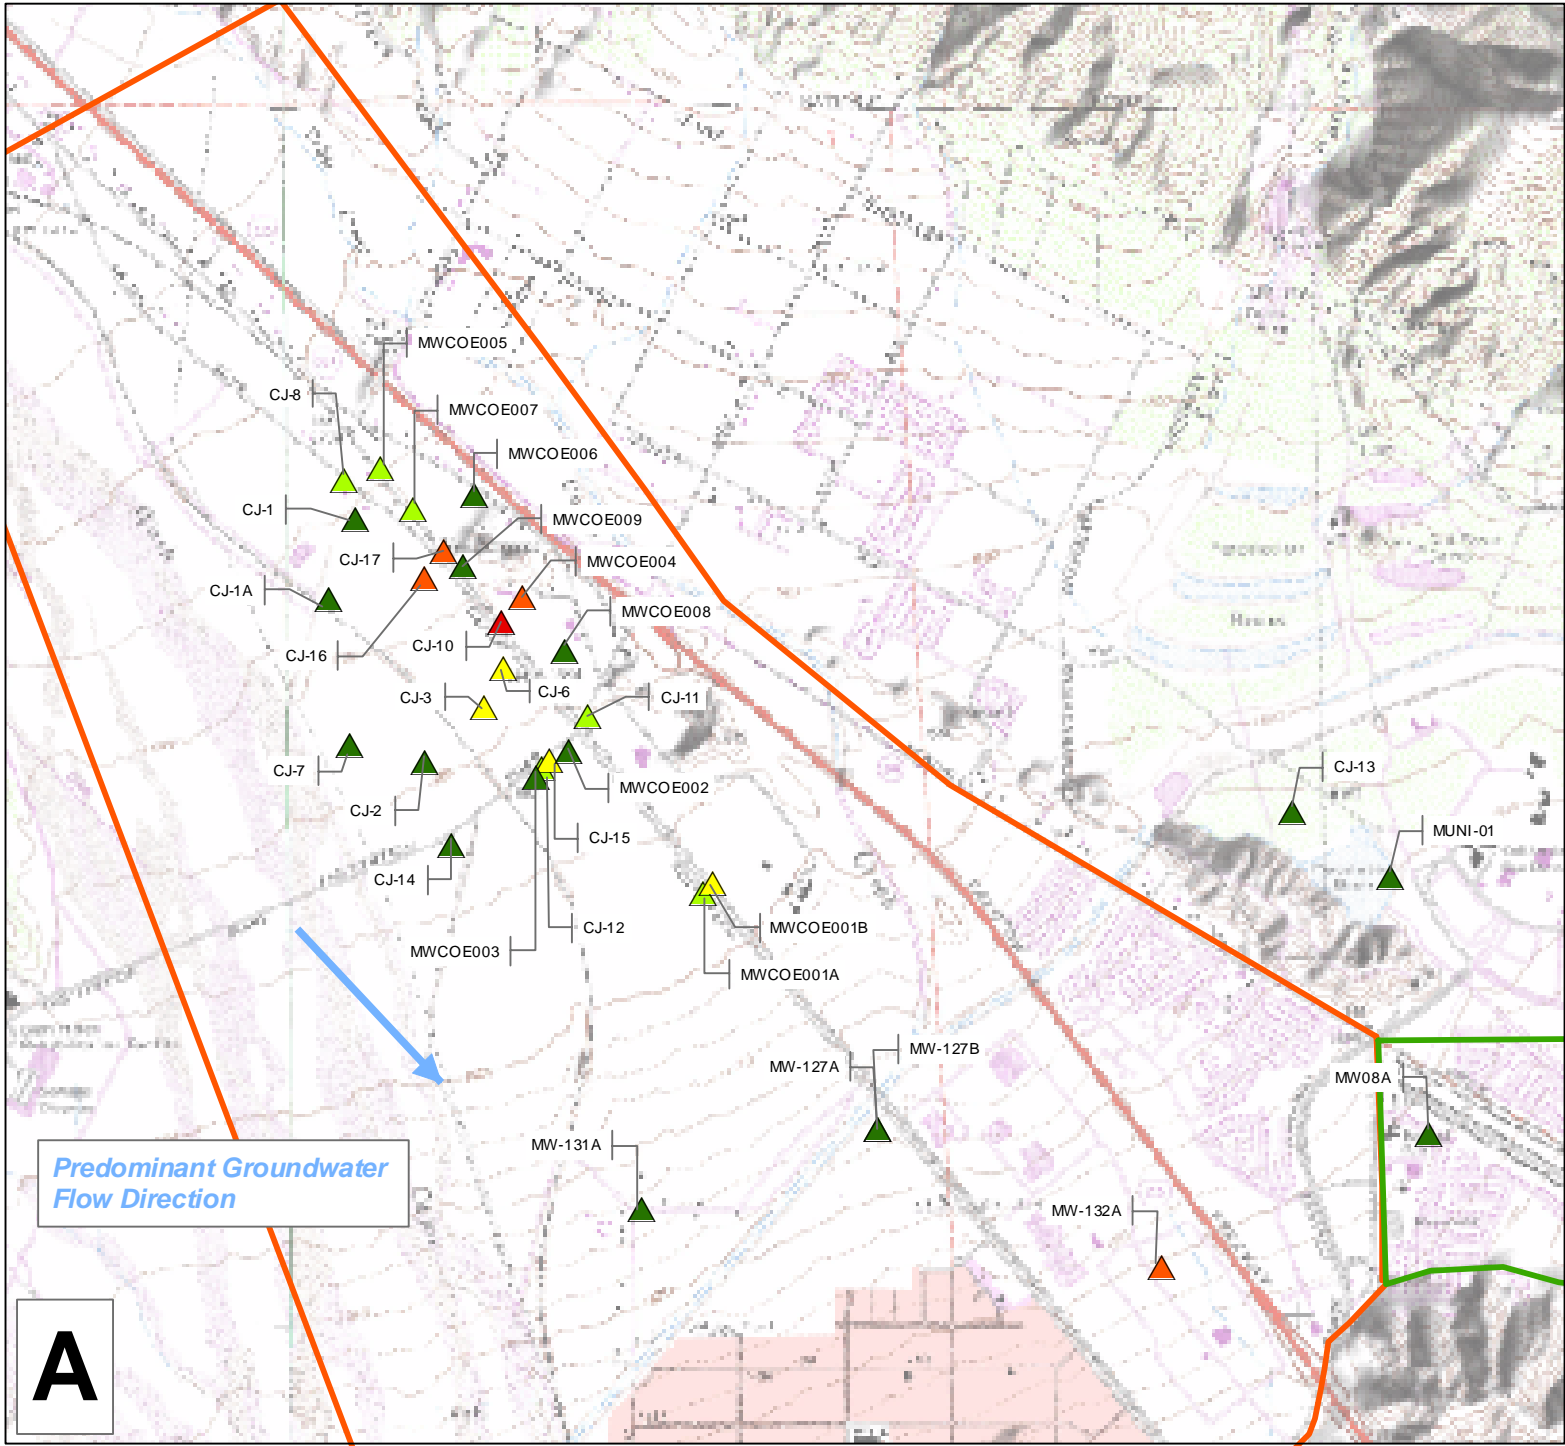 MWCOE005
CJ-8
MWCOE007
MWCOE006
CJ-1
MWCOE009
CJ-17
MWCOE004
CJ-1A
MWCOE008
CJ-10
CJ-16
CJ-6
CJ-3
CJ-11
CJ-7
CJ-13
MWCOE002
CJ-2
MUNI-01
CJ-15
CJ-14
CJ-12
MWCOE001B
MWCOE003
MWCOE001A
MW-127B
MW-127A
MW08A
MW-131A
Predominant Groundwater
Flow Direction
MW-132A
A